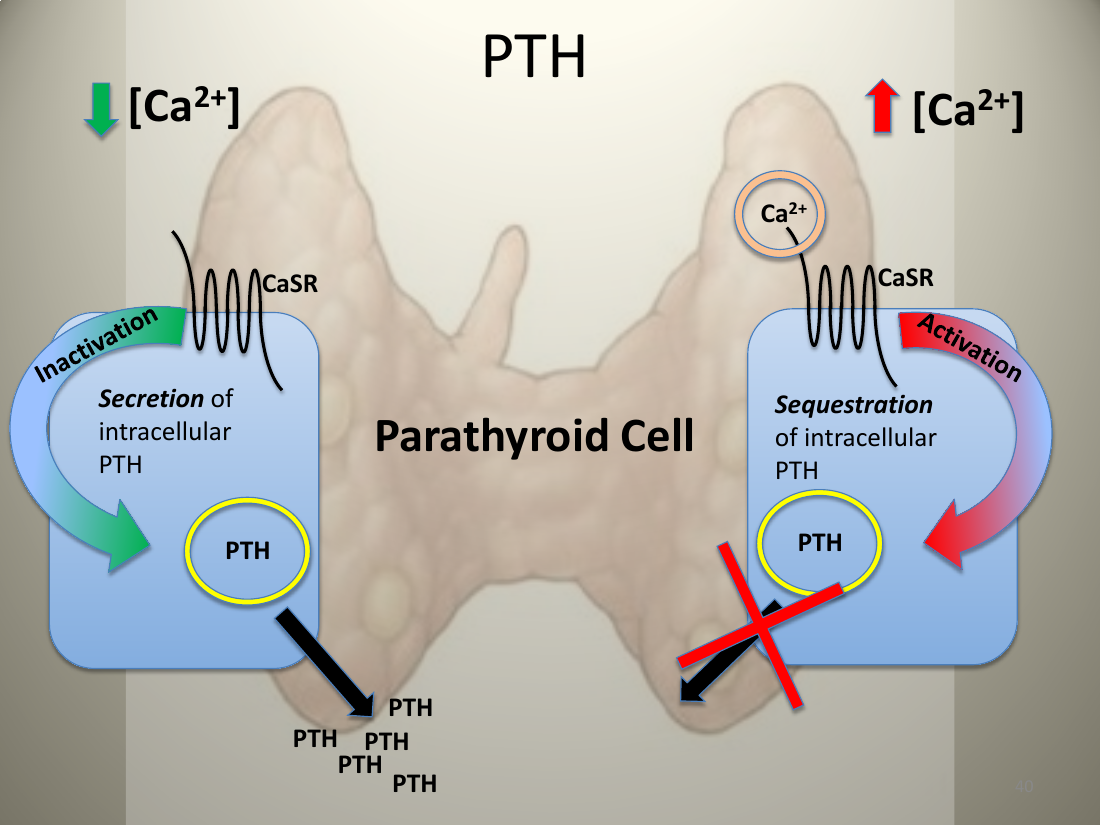 PTH
[Ca²⁺]
[Ca²⁺]
Ca²⁺
CaSR
CaSR
Inactivation
Activation
Secretion of
intracellular
PTH
Parathyroid Cell
Sequestration
of intracellular
PTH
PTH
PTH
PTH
PTH
PTH
PTH
PTH
40